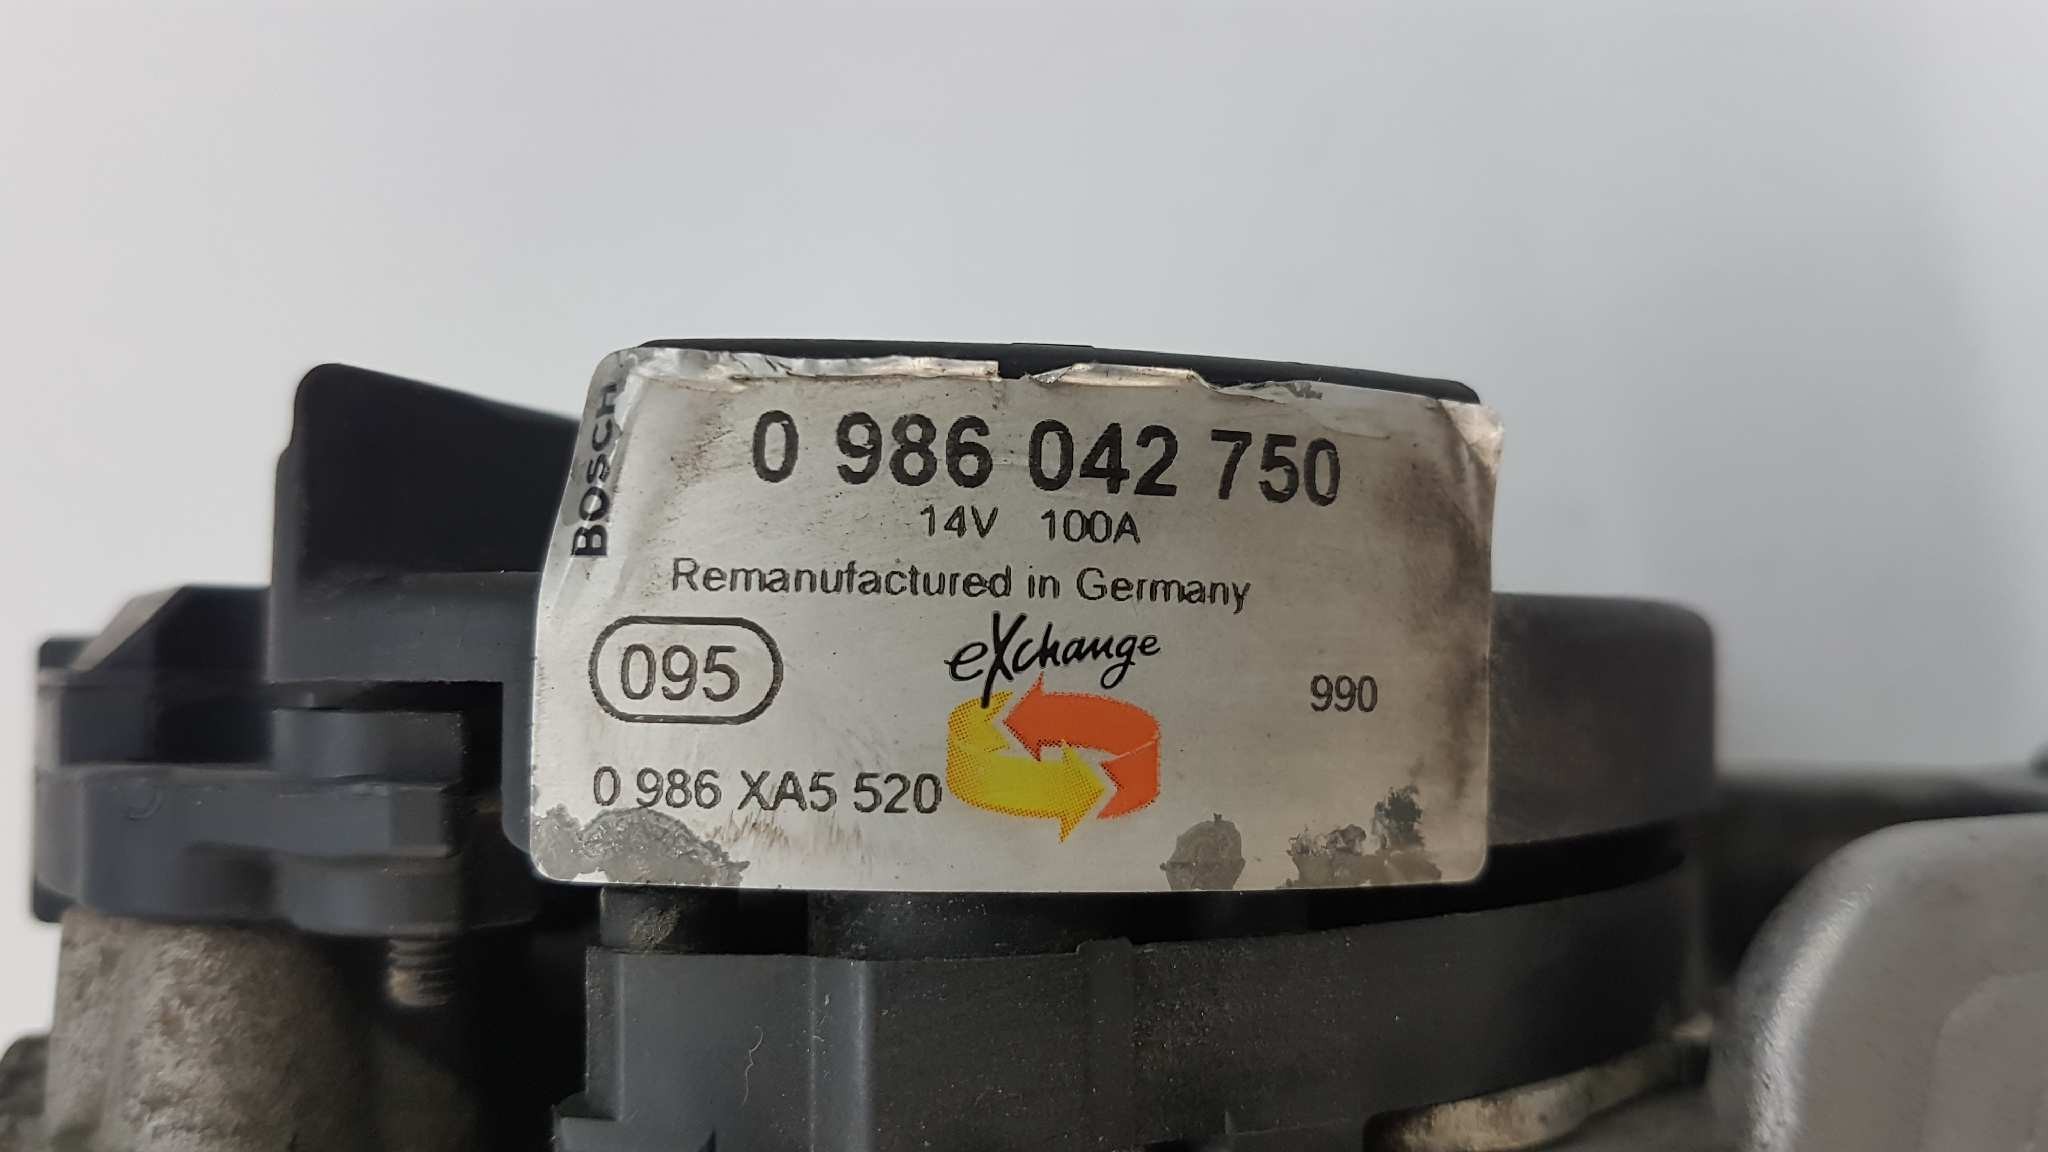 BOSCH
0 986 042 750
14V 100A
Remanufactured in Germany
095
eXchange
990
0 986 XA5 520